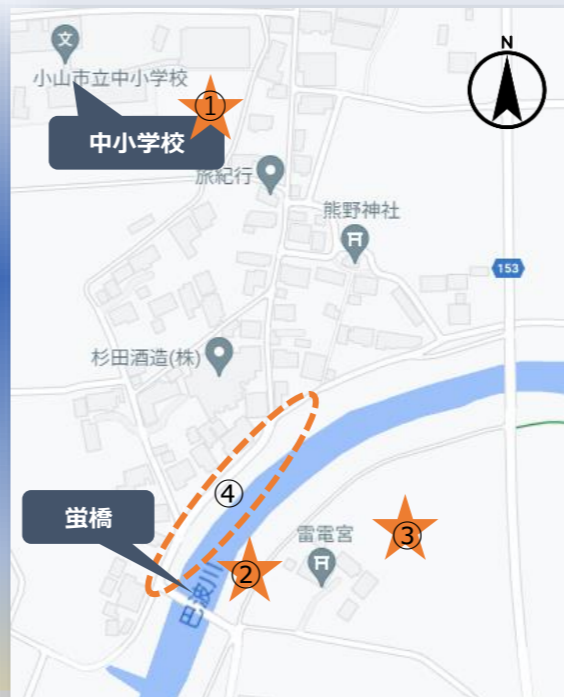 N
文
小山市立中小学校
①
中小学校
旅紀行
熊野神社
153
杉田酒造(株)
④
蛍橋
雷電宮
③
②
巴波川